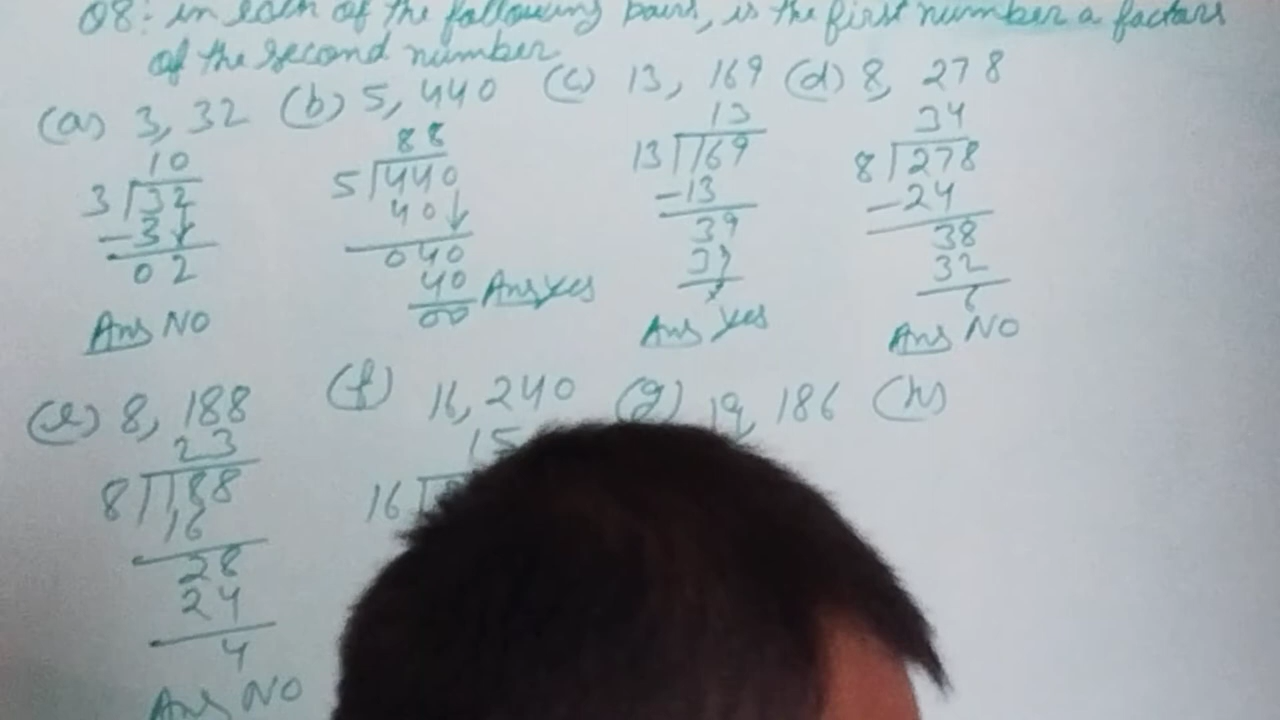 Q8: in each of the following pairs, is the first number a factors
of the second number
(a) 3, 32 (b) 5, 440 (c) 13, 169 (d) 8, 278
10
3 32
-3↓
02
Ans NO
88
5 440
40↓
040
40
00 Ans yes
13
13 169
-13
39
39
x
Ans yes
34
8 278
-24
38
32
6
Ans NO
(e) 8, 188 (f) 16, 240 (g) 19, 186 (h)
23
8 188
16
28
24
4
Ans NO
15
16